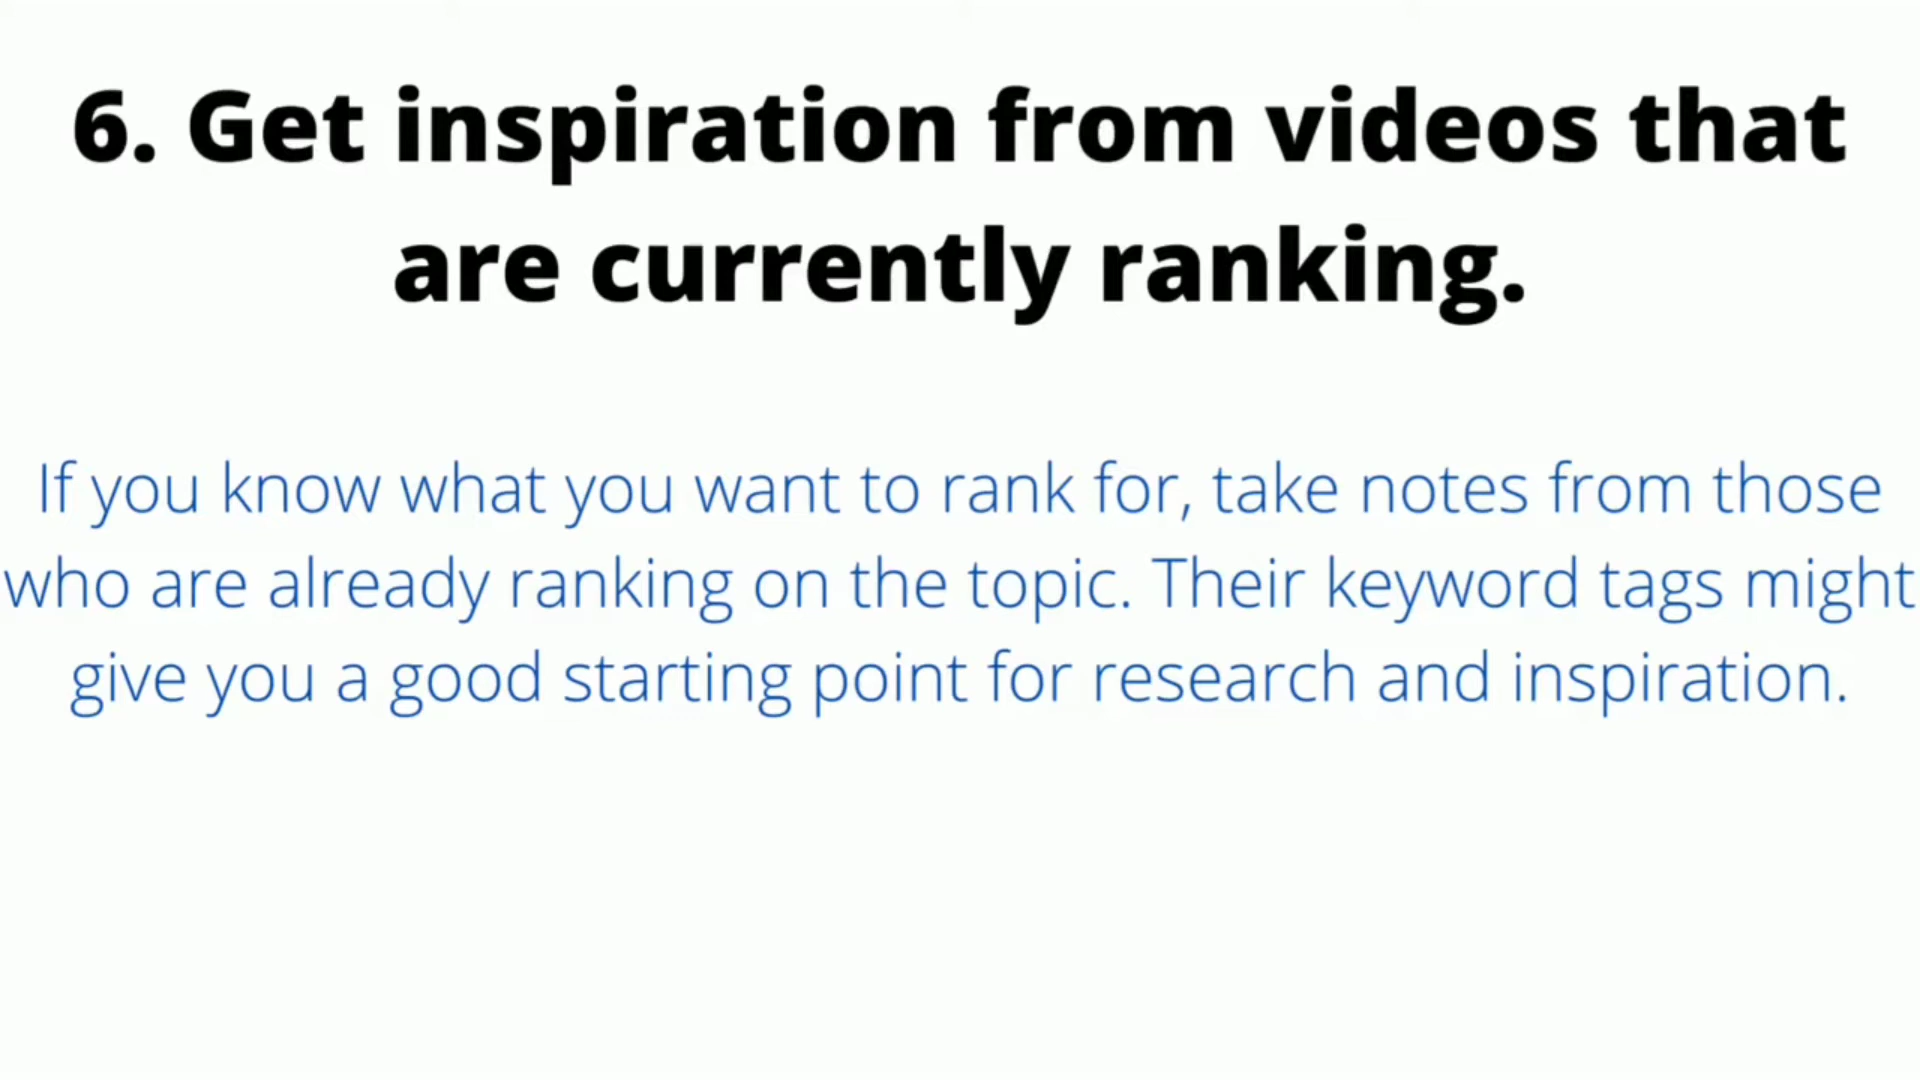 6. Get inspiration from videos that
are currently ranking.
If you know what you want to rank for, take notes from those
who are already ranking on the topic. Their keyword tags might
give you a good starting point for research and inspiration.